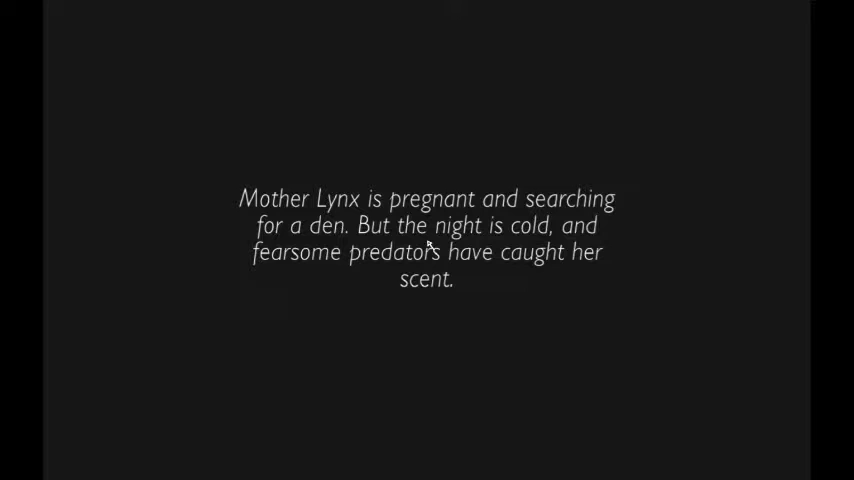 Mother Lynx is pregnant and searching
for a den. But the night is cold, and
fearsome predators have caught her
scent.